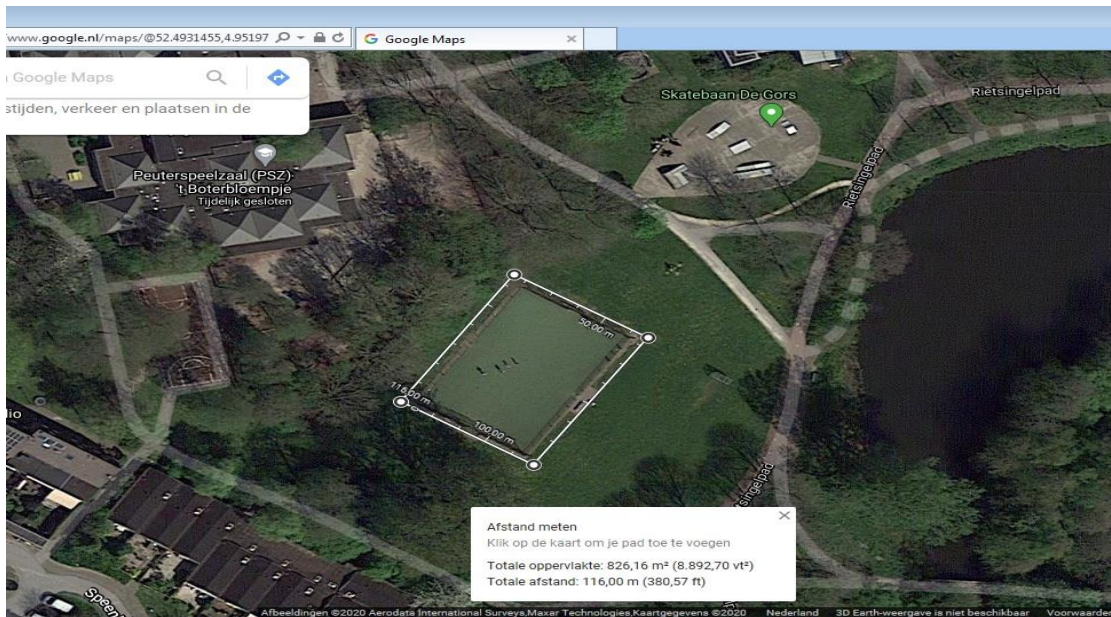 www.google.nl/maps/@52.4931455,4.95197
Google Maps
Google Maps
stijden, verkeer en plaatsen in de
Skatebaan De Gors
Rietsingelpad
Peuterspeelzaal (PSZ)
't Boterbloempje
Tijdelijk gesloten
Rietsingelpad
50,00 m
116,00 m
100,00 m
lio
singelpad
Afstand meten
Klik op de kaart om je pad toe te voegen
Totale oppervlakte: 826,16 m² (8.892,70 vt²)
Totale afstand: 116,00 m (380,57 ft)
Speen
Afbeeldingen ©2020 Aerodata International Surveys,Maxar Technologies,Kaartgegevens ©2020 Nederland 3D Earth-weergave is niet beschikbaar Voorwaarden